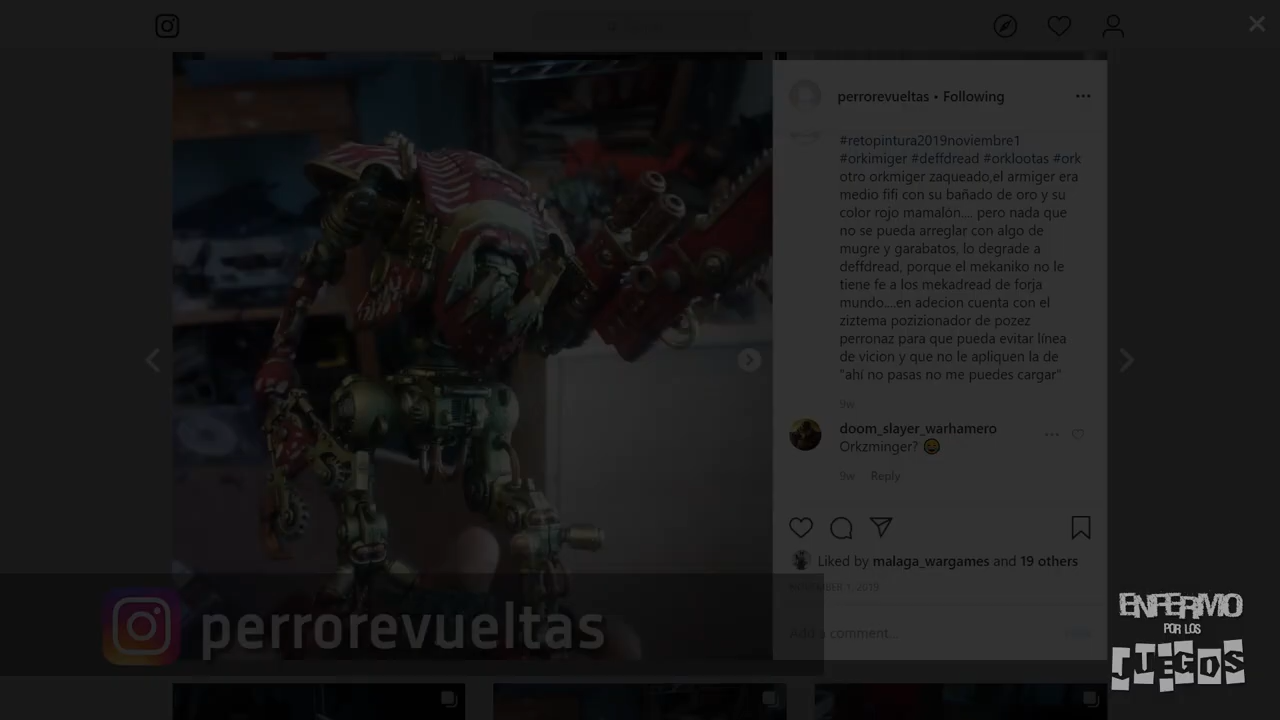 perrorevueltas • Following
#retopintura2019noviembre1
#orkimiger #deffdread #orklootas #ork
otro orkmiger zaqueado,el armiger era
medio fifi con su bañado de oro y su
color rojo mamalón.... pero nada que
no se pueda arreglar con algo de
mugre y garabatos, lo degrade a
deffdread, porque el mekaniko no le
tiene fe a los mekadread de forja
mundo....en adecion cuenta con el
ziztema pozizionador de pozez
perronaz para que pueda evitar línea
de vicion y que no le apliquen la de
"ahí no pasas no me puedes cargar"
9w
doom_slayer_warhamero
Orkzminger? 😄
9w Reply
Liked by malaga_wargames and 19 others
NOVEMBER 1, 2019
Add a comment...
perrorevueltas
ENFERMO
POR LOS
JUEGOS